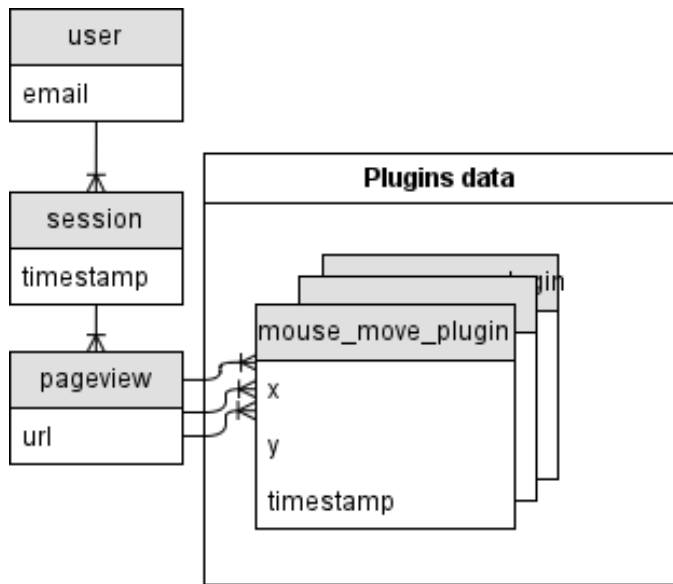 user
email
session
timestamp
pageview
url
Plugins data
mouse_move_plugin
x
y
timestamp